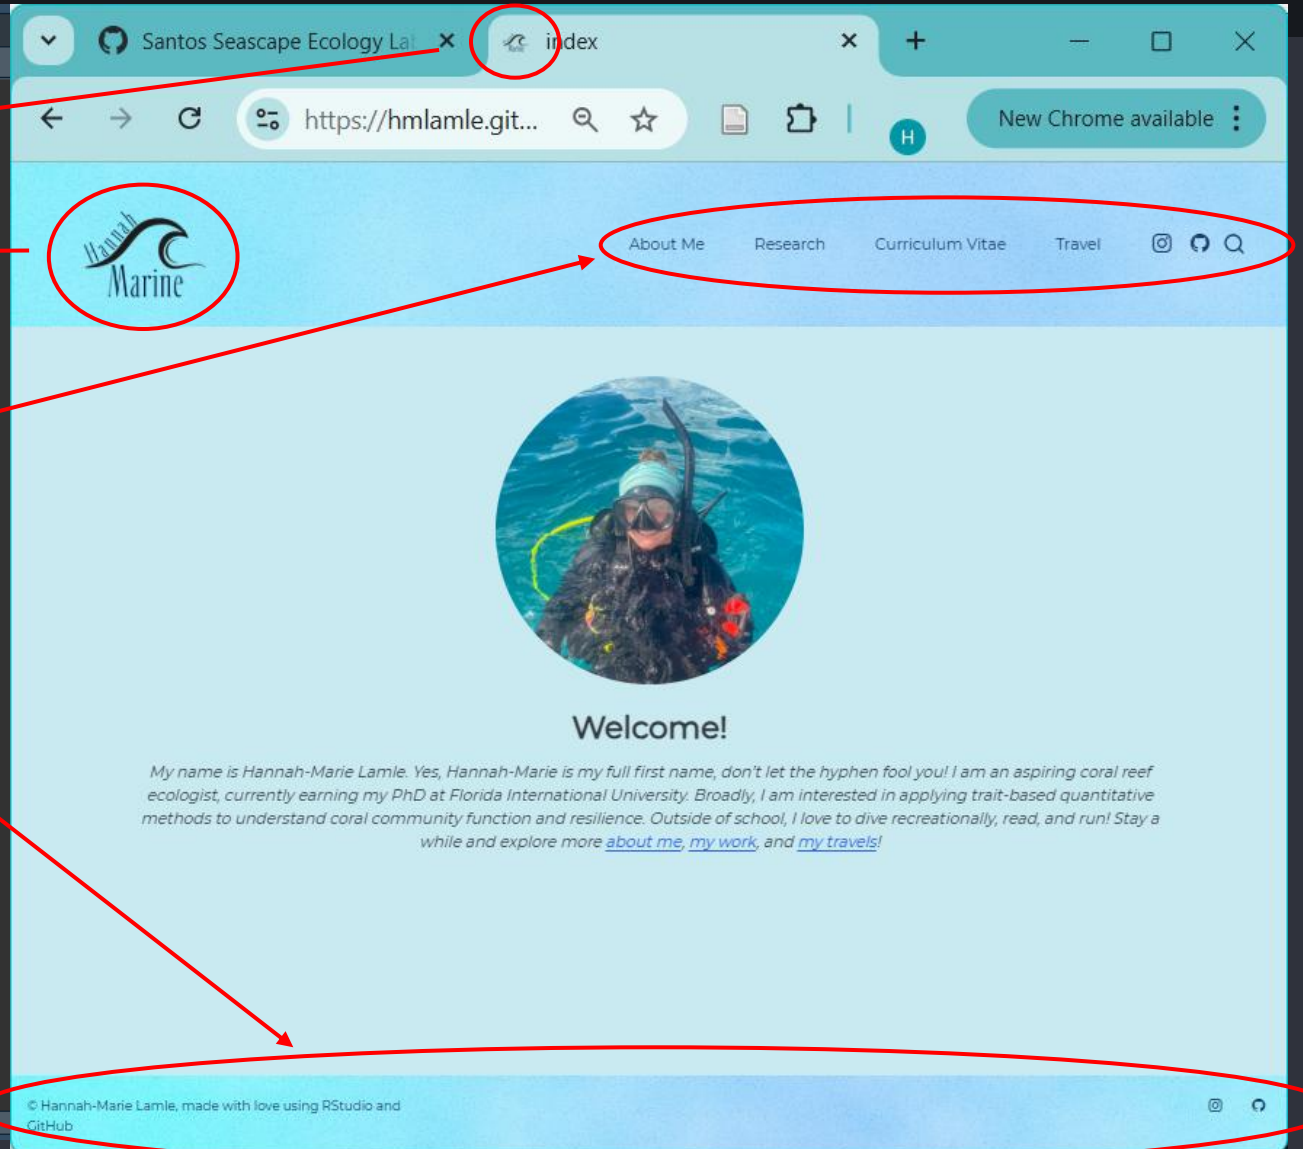 Santos Seascape Ecology La
index
https://hmlamle.git...
H
New Chrome available
Hannah
Marine
About Me Research Curriculum Vitae Travel
Welcome!
My name is Hannah-Marie Lamle. Yes, Hannah-Marie is my full first name, don't let the hyphen fool you! I am an aspiring coral reef
ecologist, currently earning my PhD at Florida International University. Broadly, I am interested in applying trait-based quantitative
methods to understand coral community function and resilience. Outside of school, I love to dive recreationally, read, and run! Stay a
while and explore more about me, my work, and my travels!
© Hannah-Marie Lamle, made with love using RStudio and
GitHub